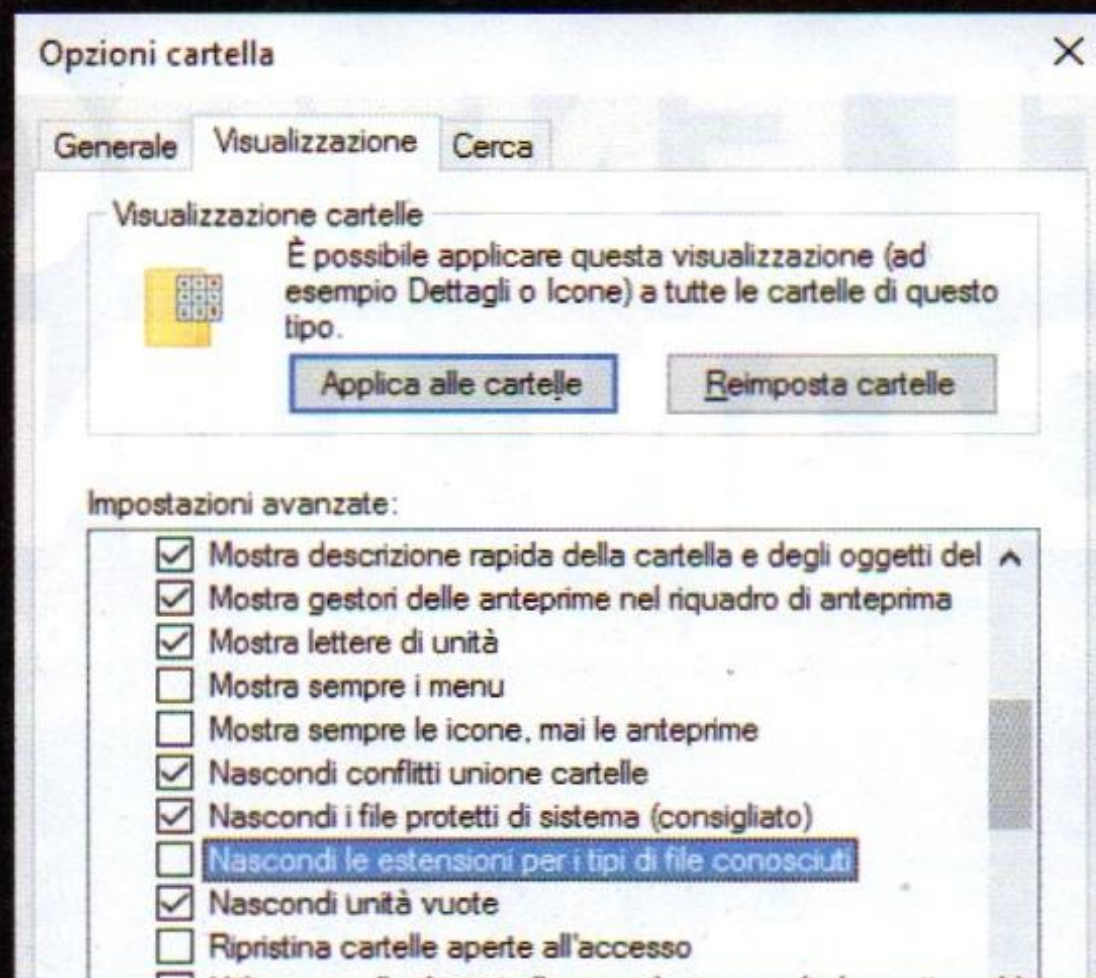 Opzioni cartella
Generale Visualizzazione Cerca
Visualizzazione cartelle
È possibile applicare questa visualizzazione (ad
esempio Dettagli o Icone) a tutte le cartelle di questo
tipo.
Applica alle cartelle Reimposta cartelle
Impostazioni avanzate:
Mostra descrizione rapida della cartella e degli oggetti del
Mostra gestori delle anteprime nel riquadro di anteprima
Mostra lettere di unità
Mostra sempre i menu
Mostra sempre le icone, mai le anteprime
Nascondi conflitti unione cartelle
Nascondi i file protetti di sistema (consigliato)
Nascondi le estensioni per i tipi di file conosciuti
Nascondi unità vuote
Ripristina cartelle aperte all'accesso